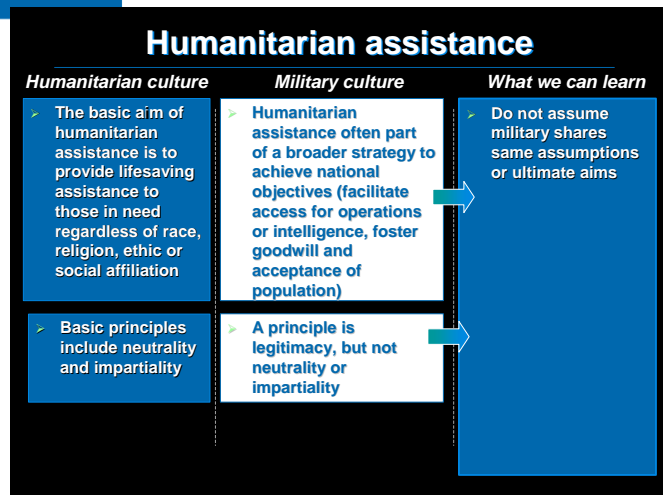 Humanitarian assistance
Humanitarian culture
Military culture
What we can learn
The basic aim of
humanitarian
assistance is to
provide lifesaving
assistance to
those in need
regardless of race,
religion, ethic or
social affiliation
Humanitarian
assistance often part
of a broader strategy to
achieve national
objectives (facilitate
access for operations
or intelligence, foster
goodwill and
acceptance of
population)
Do not assume
military shares
same assumptions
or ultimate aims
Basic principles
include neutrality
and impartiality
A principle is
legitimacy, but not
neutrality or
impartiality